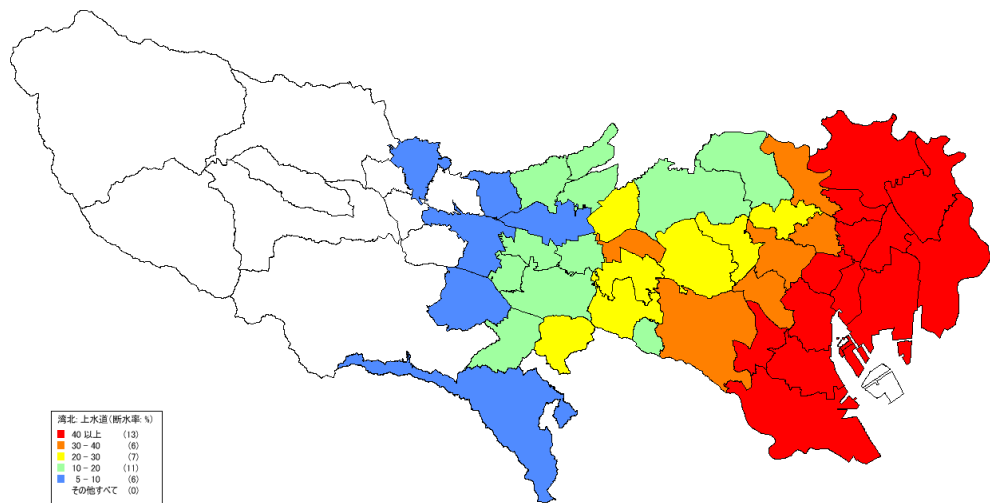 湾北: 上水道(断水率: %)
40 以上 (13)
30 - 40 (6)
20 - 30 (7)
10 - 20 (11)
5 - 10 (6)
その他すべて (0)